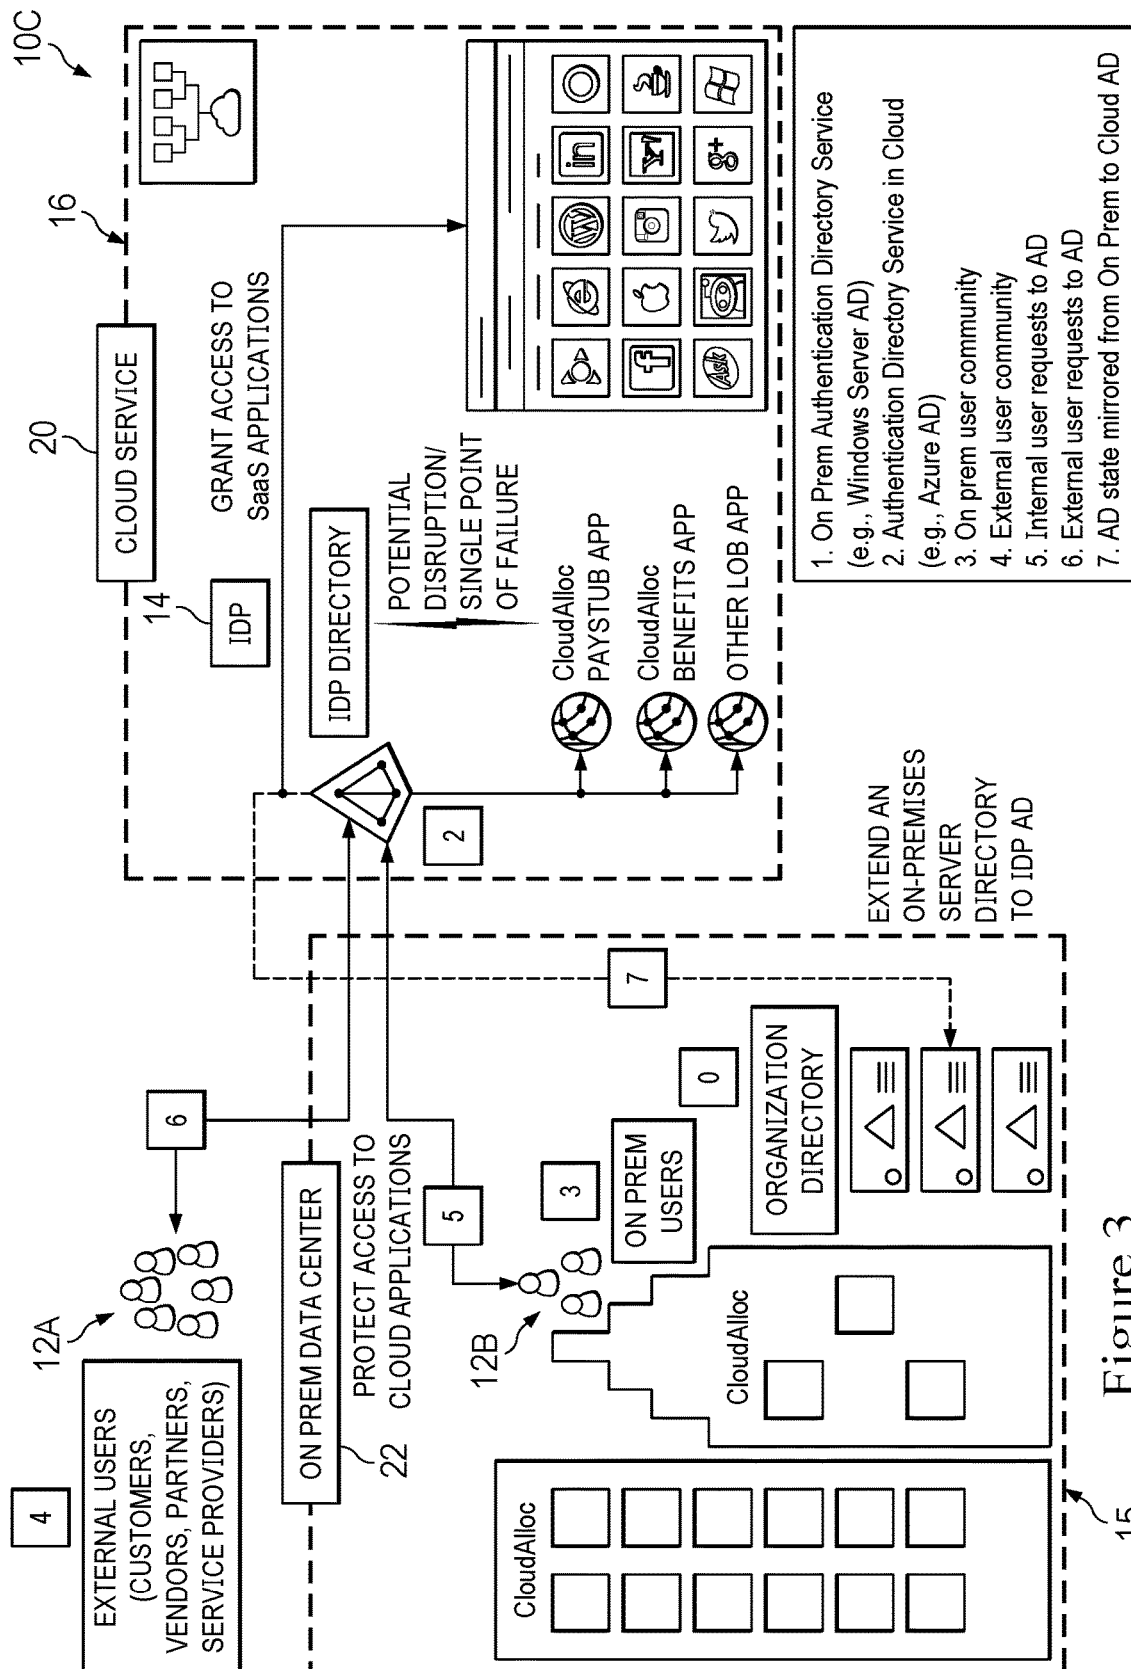 10C
16
20
CLOUD SERVICE
GRANT ACCESS TO
SaaS APPLICATIONS
14
IDP
IDP DIRECTORY
POTENTIAL
DISRUPTION/
SINGLE POINT
OF FAILURE
in
Y!
g+
f
Ask
2
CloudAlloc
PAYSTUB APP
CloudAlloc
BENEFITS APP
OTHER LOB APP
4
EXTERNAL USERS
(CUSTOMERS,
VENDORS, PARTNERS,
SERVICE PROVIDERS)
12A
6
ON PREM DATA CENTER
22
PROTECT ACCESS TO
CLOUD APPLICATIONS
5
12B
3
ON PREM
USERS
0
ORGANIZATION
DIRECTORY
7
EXTEND AN
ON-PREMISES
SERVER
DIRECTORY
TO IDP AD
CloudAlloc
CloudAlloc
15
1. On Prem Authentication Directory Service
(e.g., Windows Server AD)
2. Authentication Directory Service in Cloud
(e.g., Azure AD)
3. On prem user community
4. External user community
5. Internal user requests to AD
6. External user requests to AD
7. AD state mirrored from On Prem to Cloud AD
Figure 3